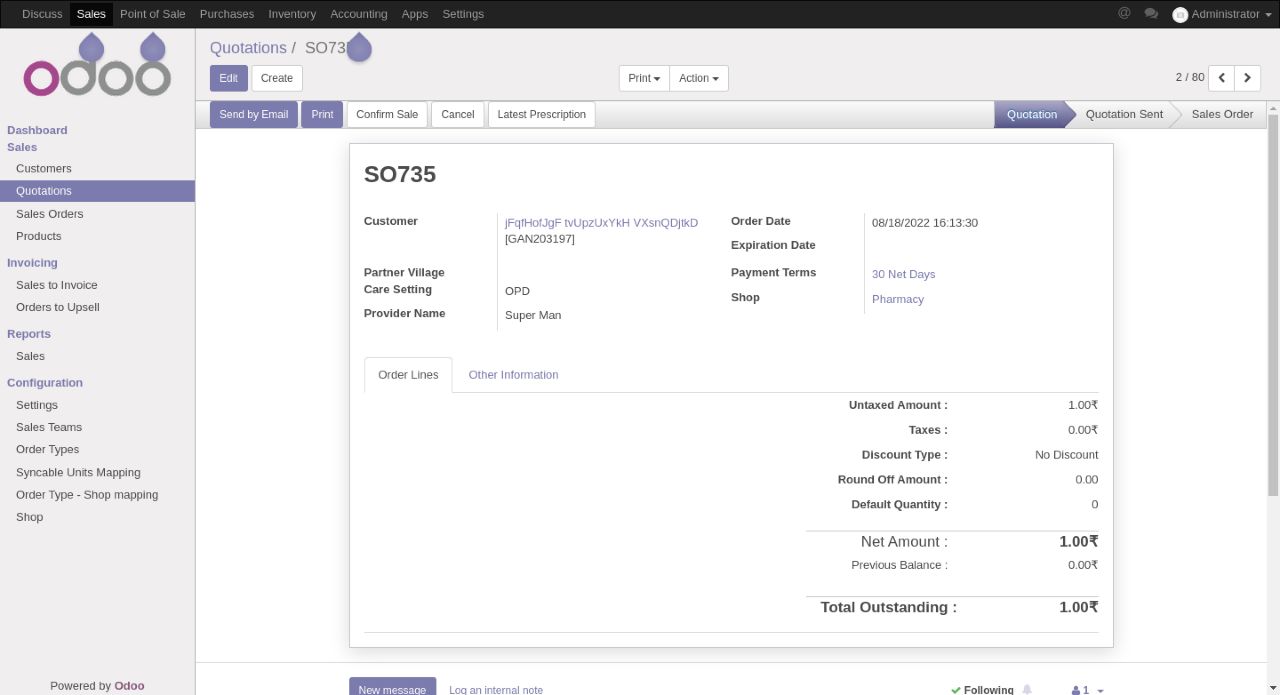 Discuss Sales Point of Sale Purchases Inventory Accounting Apps Settings @ Administrator
odoo
Quotations / SO735
Edit Create Print Action 2 / 80
Send by Email Print Confirm Sale Cancel Latest Prescription Quotation Quotation Sent Sales Order
Dashboard
Sales
Customers
Quotations
Sales Orders
Products
Invoicing
Sales to Invoice
Orders to Upsell
Reports
Sales
Configuration
Settings
Sales Teams
Order Types
Syncable Units Mapping
Order Type - Shop mapping
Shop
Powered by Odoo
SO735
Customer jFqfHofJgF tvUpzUxYkH VXsnQDjtkD
[GAN203197]
Partner Village
Care Setting OPD
Provider Name Super Man
Order Date 08/18/2022 16:13:30
Expiration Date
Payment Terms 30 Net Days
Shop Pharmacy
Order Lines Other Information
Untaxed Amount : 1.00₹
Taxes : 0.00₹
Discount Type : No Discount
Round Off Amount : 0.00
Default Quantity : 0
Net Amount : 1.00₹
Previous Balance : 0.00₹
Total Outstanding : 1.00₹
New message Log an internal note Following 1